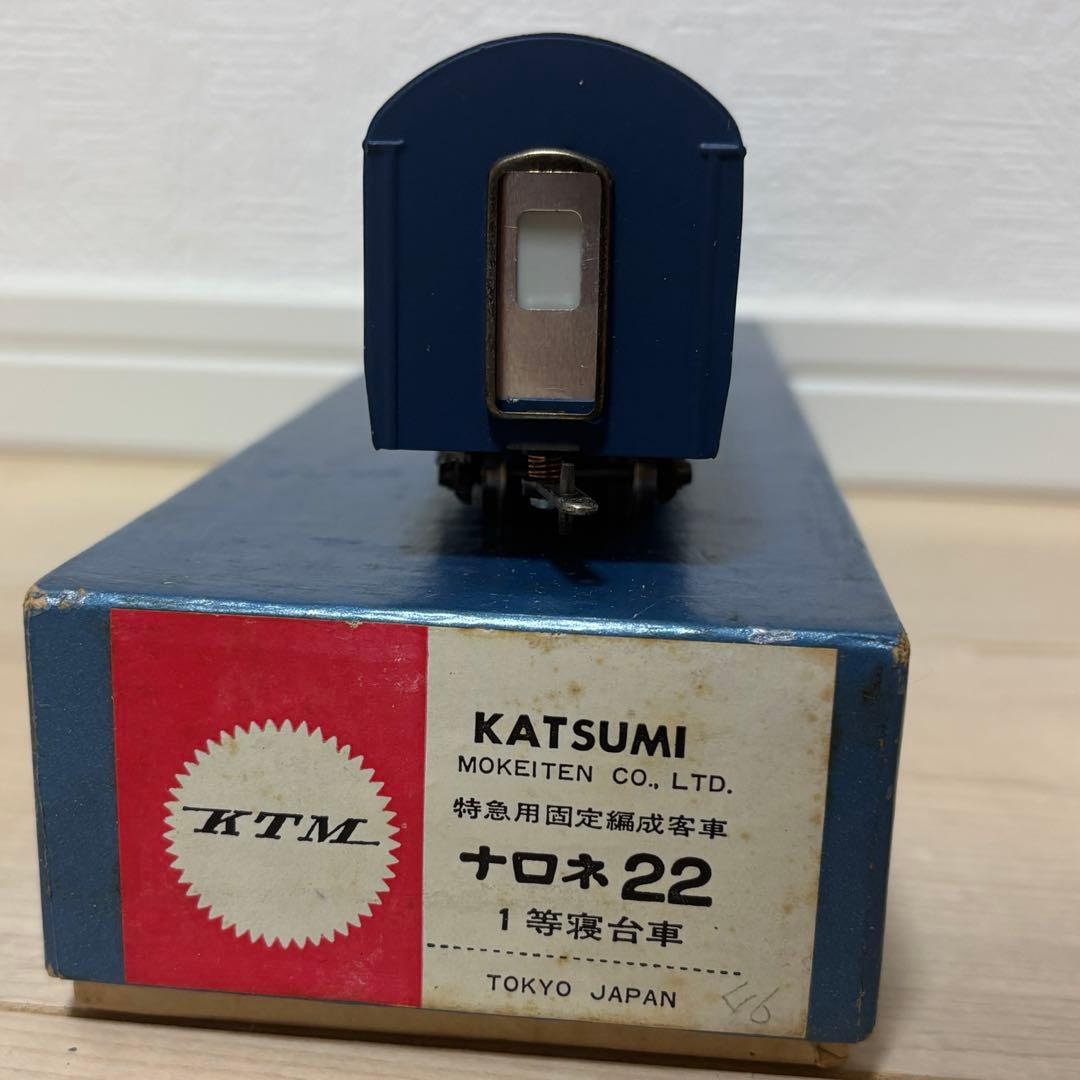 KTM
KATSUMI
MOKEITEN CO., LTD.
特急用固定編成客車
ナロネ22
1等寝台車
TOKYO JAPAN
46